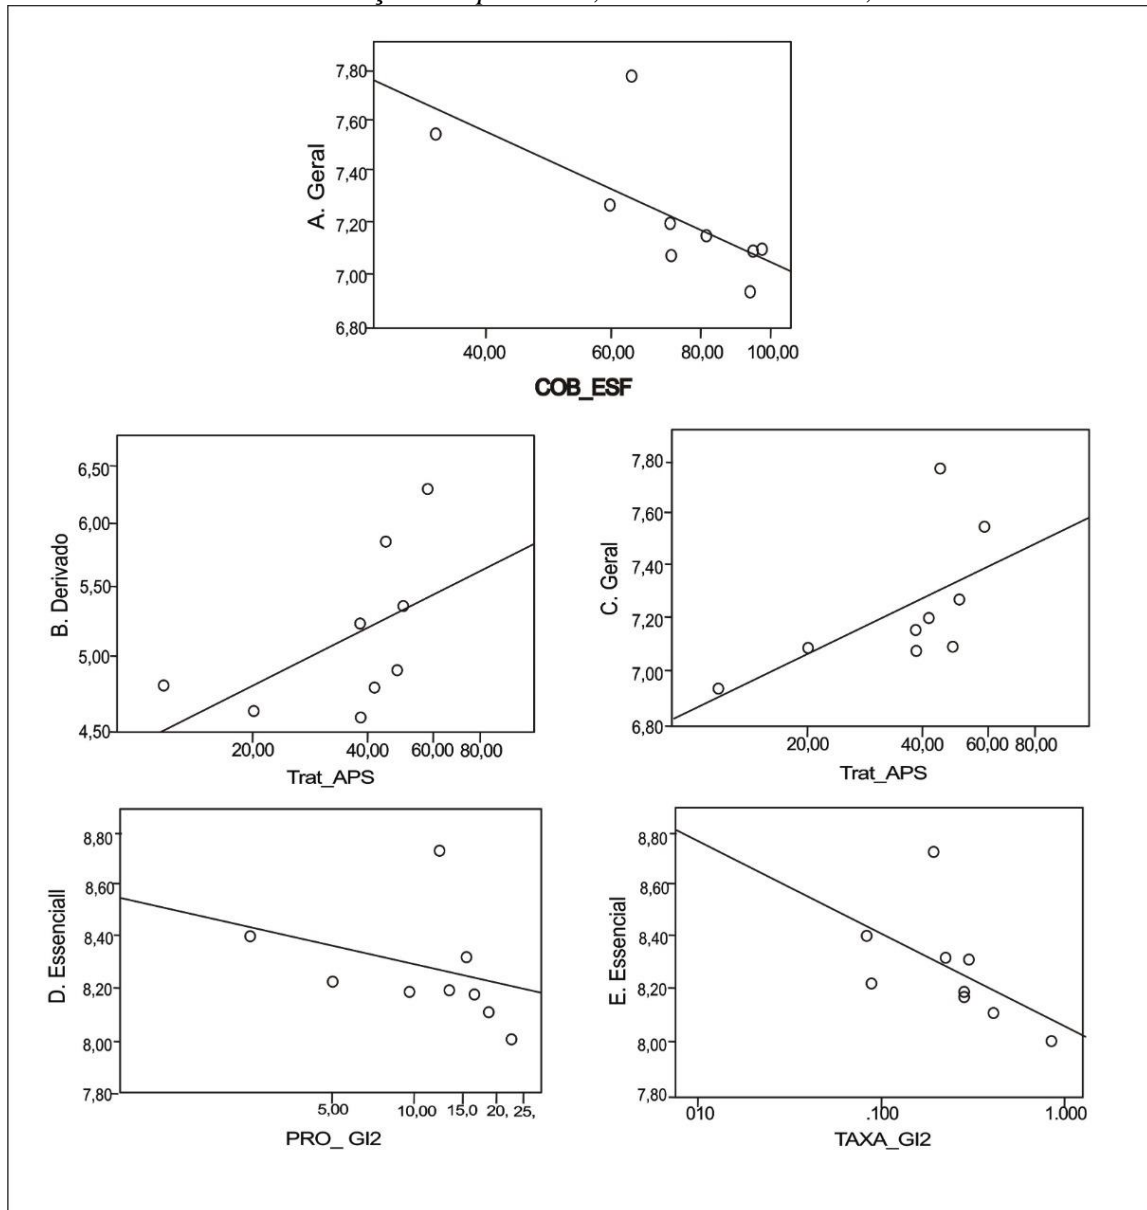 7,80
7,60
7,40
7,20
7,00
6,80
A. Geral
40,00 60,00 80,00 100,00
COB_ESF
6,50
6,00
5,50
5,00
4,50
B. Derivado
20,00 40,00 60,00 80,00
Trat_APS
7,80
7,60
7,40
7,20
7,00
6,80
C. Geral
20,00 40,00 60,00 80,00
Trat_APS
8,80
8,60
8,40
8,20
8,00
7,80
D. Essenciall
5,00 10,00 15,0 20, 25,
PRO_ GI2
8,80
8,60
8,40
8,20
8,00
7,80
E. Essencial
010 .100 1.000
TAXA_GI2